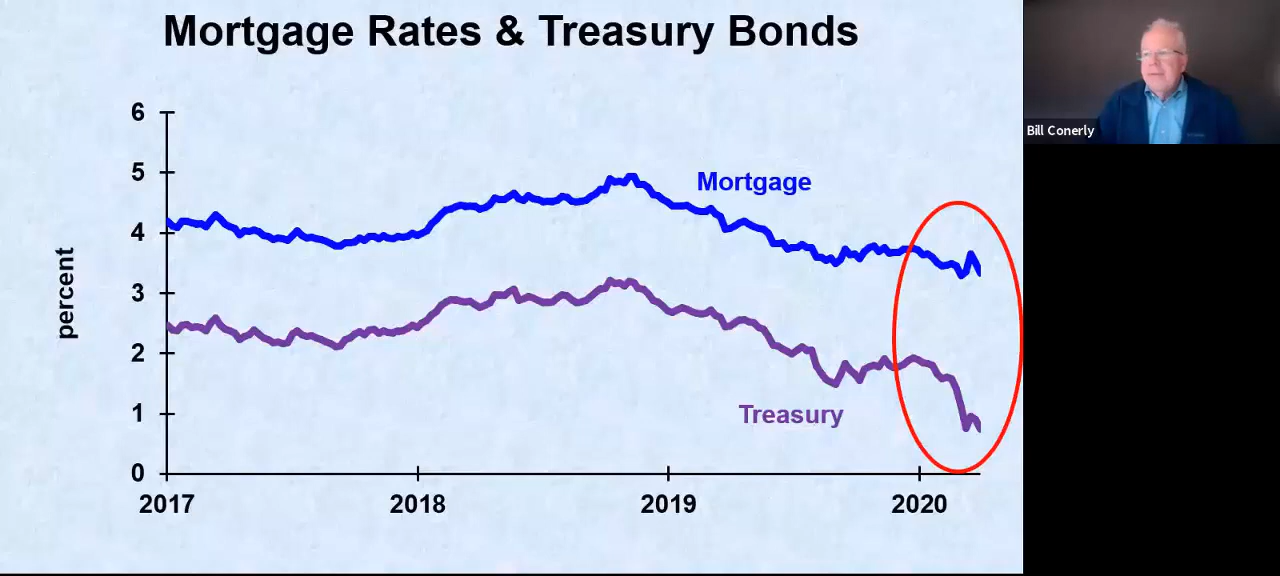 Mortgage Rates & Treasury Bonds
Bill Conerly
percent
6
5
4
3
2
1
0
Mortgage
Treasury
2017 2018 2019 2020